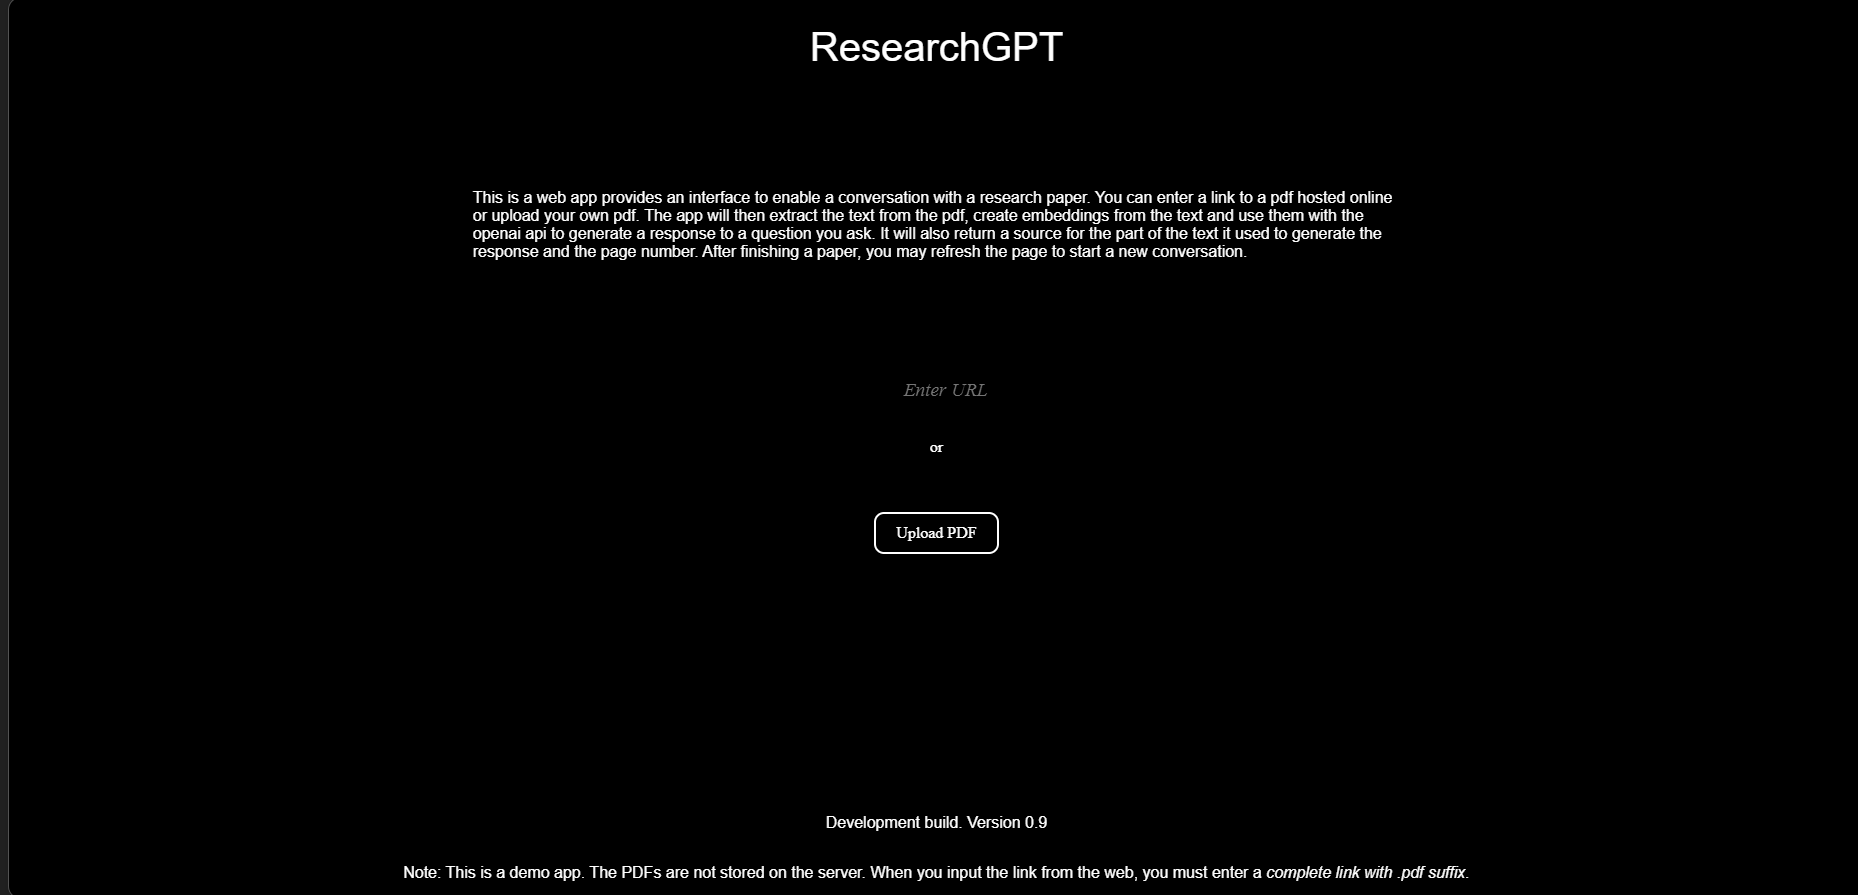 ResearchGPT
This is a web app provides an interface to enable a conversation with a research paper. You can enter a link to a pdf hosted online
or upload your own pdf. The app will then extract the text from the pdf, create embeddings from the text and use them with the
openai api to generate a response to a question you ask. It will also return a source for the part of the text it used to generate the
response and the page number. After finishing a paper, you may refresh the page to start a new conversation.
Enter URL
or
Upload PDF
Development build. Version 0.9
Note: This is a demo app. The PDFs are not stored on the server. When you input the link from the web, you must enter a complete link with .pdf suffix.